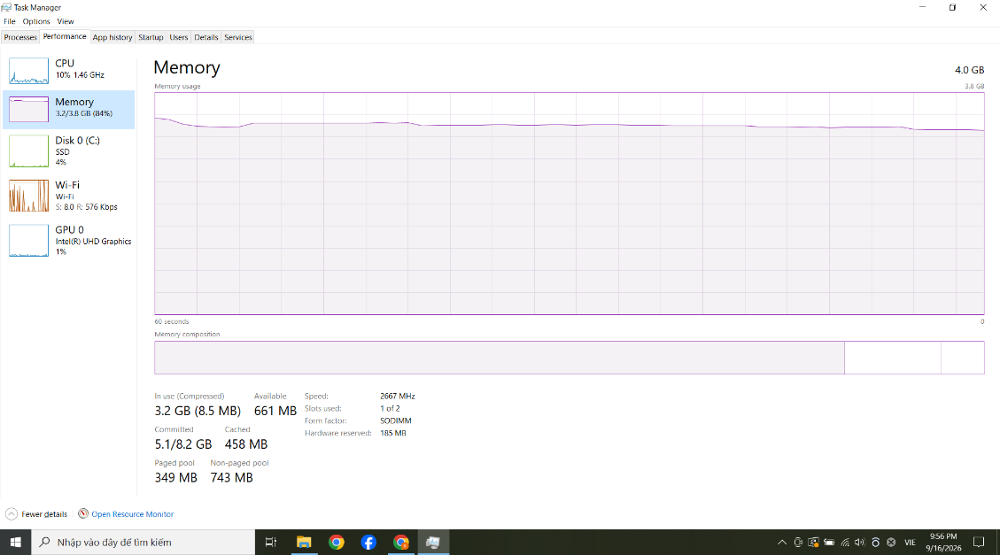 Task Manager
File Options View
Processes Performance App history Startup Users Details Services
CPU
10% 1.46 GHz
Memory
3.2/3.8 GB (84%)
Disk 0 (C:)
SSD
4%
Wi-Fi
Wi-Fi
S: 8.0 R: 576 Kbps
GPU 0
Intel(R) UHD Graphics
1%
Memory 4.0 GB
Memory usage 3.8 GB
60 seconds 0
Memory composition
In use (Compressed) Available
3.2 GB (8.5 MB) 661 MB
Committed Cached
5.1/8.2 GB 458 MB
Paged pool Non-paged pool
349 MB 743 MB
Speed: 2667 MHz
Slots used: 1 of 2
Form factor: SODIMM
Hardware reserved: 185 MB
Fewer details Open Resource Monitor
Nhập vào đây để tìm kiếm
VIE
9:56 PM
9/16/2026